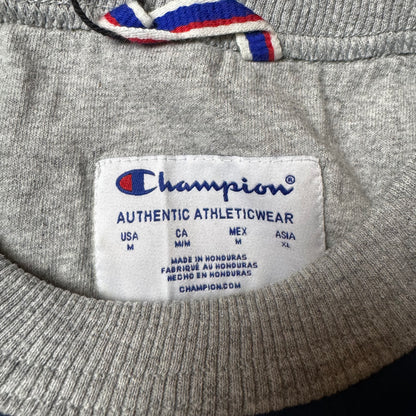 Champion®
AUTHENTIC ATHLETICWEAR
USA CA MEX ASIA
M M/M M XL
MADE IN HONDURAS
FABRIQUÉ AU HONDURAS
HECHO EN HONDURAS
CHAMPION.COM